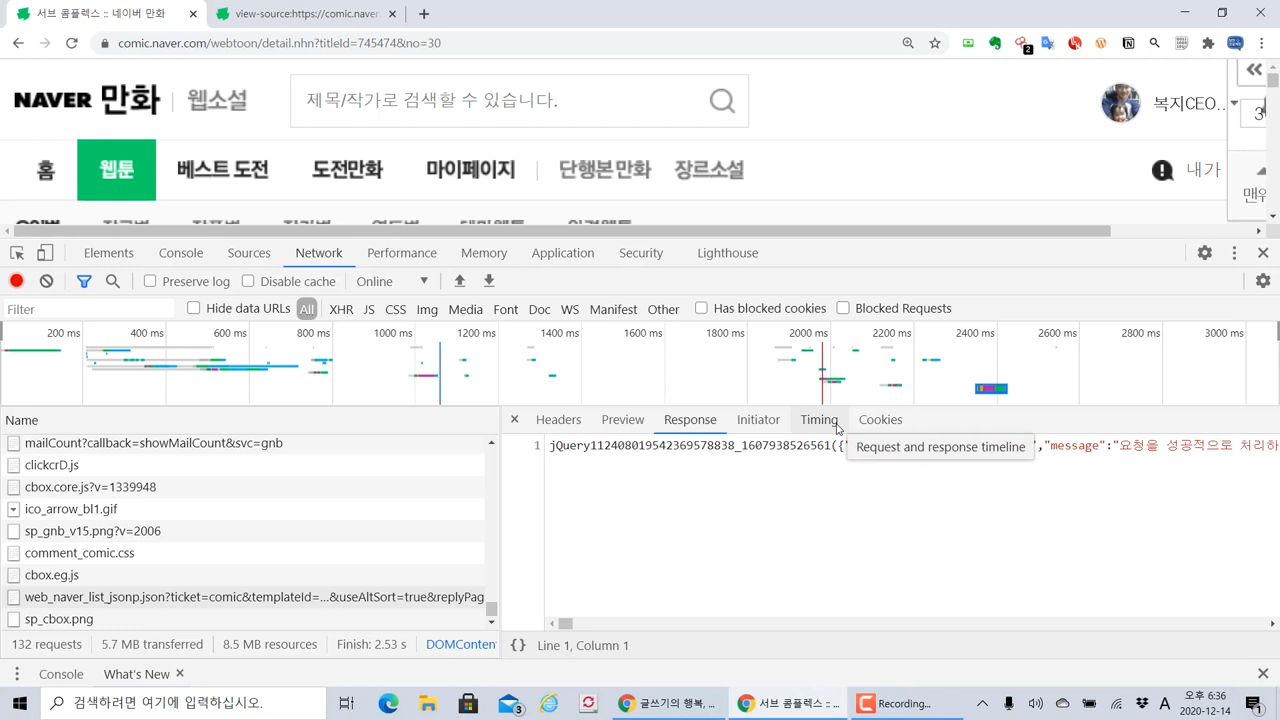 서브 콤플렉스 :: 네이버 만화
view-source:https://comic.naver
comic.naver.com/webtoon/detail.nhn?titleId=745474&no=30
2
NAVER 만화
웹소설
제목/작가로 검색할 수 있습니다.
복지CEO..
홈
웹툰
베스트 도전
도전만화
마이페이지
단행본 만화
장르소설
내가
맨위
Elements
Console
Sources
Network
Performance
Memory
Application
Security
Lighthouse
Preserve log
Disable cache
Online
Filter
Hide data URLs
All
XHR
JS
CSS
Img
Media
Font
Doc
WS
Manifest
Other
Has blocked cookies
Blocked Requests
200 ms
400 ms
600 ms
800 ms
1000 ms
1200 ms
1400 ms
1600 ms
1800 ms
2000 ms
2200 ms
2400 ms
2600 ms
2800 ms
3000 ms
Name
Headers
Preview
Response
Initiator
Timing
Cookies
mailCount?callback=showMailCount&svc=gnb
clickcrD.js
cbox.core.js?v=1339948
ico_arrow_bl1.gif
sp_gnb_v15.png?v=2006
comment_comic.css
cbox.eg.js
web_naver_list_jsonp.json?ticket=comic&templateId=...&useAltSort=true&replyPag
sp_cbox.png
1
jQuery112408019542369578838_1607938526561({"
","message":"요청을 성공적으로 처리하
Request and response timeline
132 requests
5.7 MB transferred
8.5 MB resources
Finish: 2.53 s
DOMConten
{}
Line 1, Column 1
Console
What's New
검색하려면 여기에 입력하십시오.
3
글쓰기의 행복, ...
서브 콤플렉스 :: ...
Recording...
A
오후 6:36
2020-12-14
1